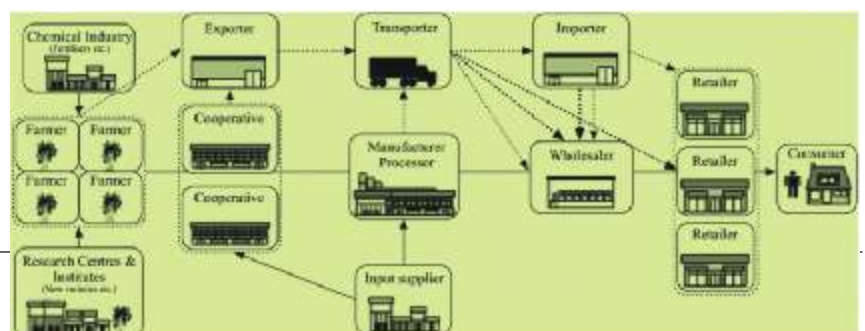 Chemical Industry
(fertilisers etc.)
Exporter
Transporter
Importer
Retailer
Farmer
Farmer
Cooperative
Manufacturer
Processor
Wholesaler
Retailer
Consumer
Farmer
Farmer
Cooperative
Retailer
Research Centres &
Institutes
(New varieties etc.)
Input supplier